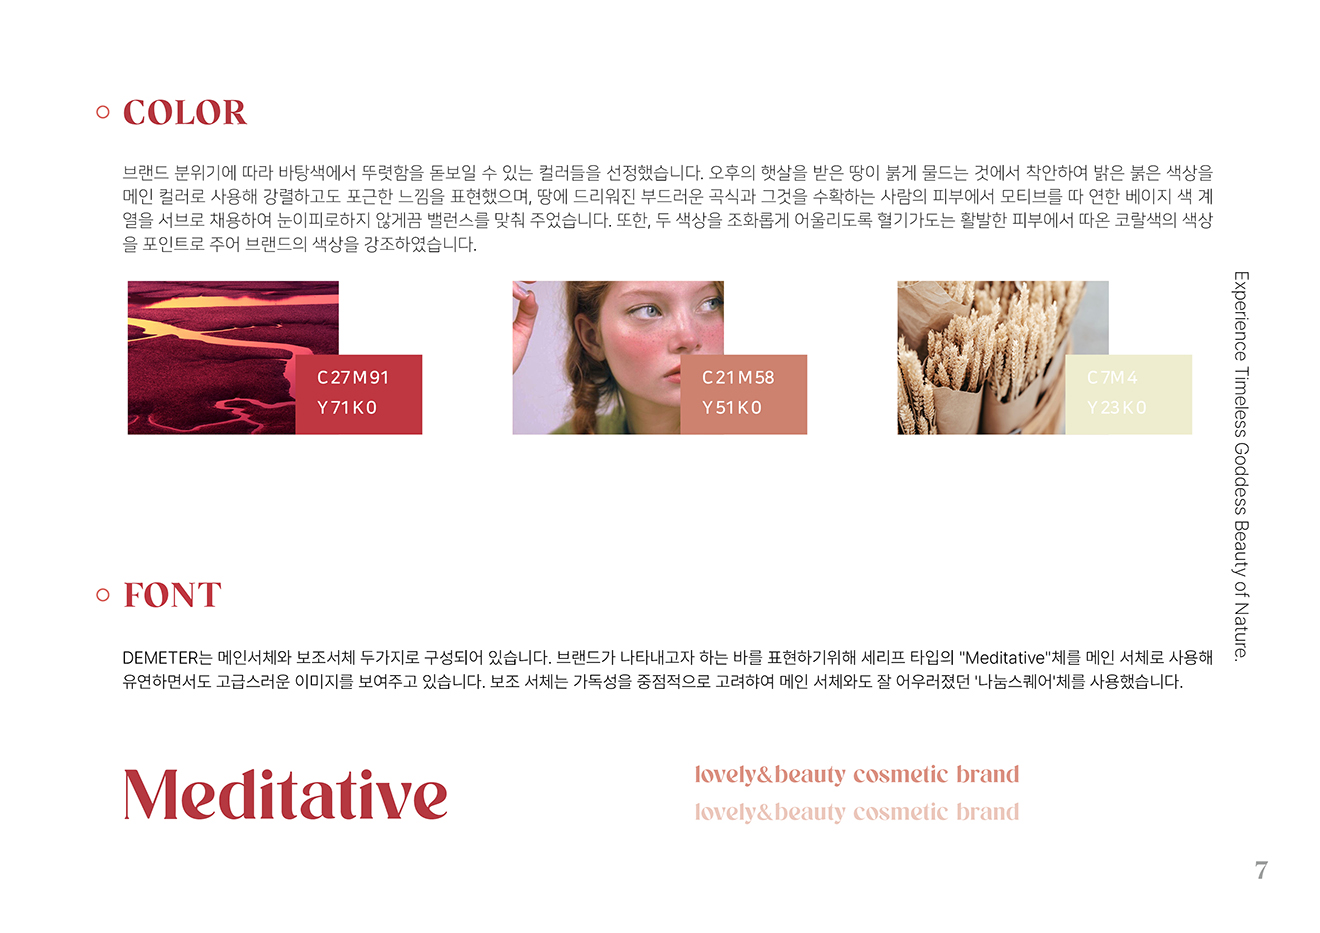 COLOR
브랜드 분위기에 따라 바탕색에서 뚜렷함을 돋보일 수 있는 컬러들을 선정했습니다. 오후의 햇살을 받은 땅이 붉게 물드는 것에서 착안하여 밝은 붉은 색상을
메인 컬러로 사용해 강렬하고도 포근한 느낌을 표현했으며, 땅에 드리워진 부드러운 곡식과 그것을 수확하는 사람의 피부에서 모티브를 따 연한 베이지 색 계
열을 서브로 채용하여 눈이피로하지 않게끔 밸런스를 맞춰 주었습니다. 또한, 두 색상을 조화롭게 어울리도록 혈기가도는 활발한 피부에서 따온 코랄색의 색상
을 포인트로 주어 브랜드의 색상을 강조하였습니다.
C27M91
Y71K0
C21M58
Y51K0
C7M4
Y23K0
Experience Timeless Goddess Beauty of Nature.
FONT
DEMETER는 메인서체와 보조서체 두가지로 구성되어 있습니다. 브랜드가 나타내고자 하는 바를 표현하기위해 세리프 타입의 "Meditative"체를 메인 서체로 사용해
유연하면서도 고급스러운 이미지를 보여주고 있습니다. 보조 서체는 가독성을 중점적으로 고려햐여 메인 서체와도 잘 어우러졌던 '나눔스퀘어'체를 사용했습니다.
Meditative
lovely&beauty cosmetic brand
lovely&beauty cosmetic brand
7